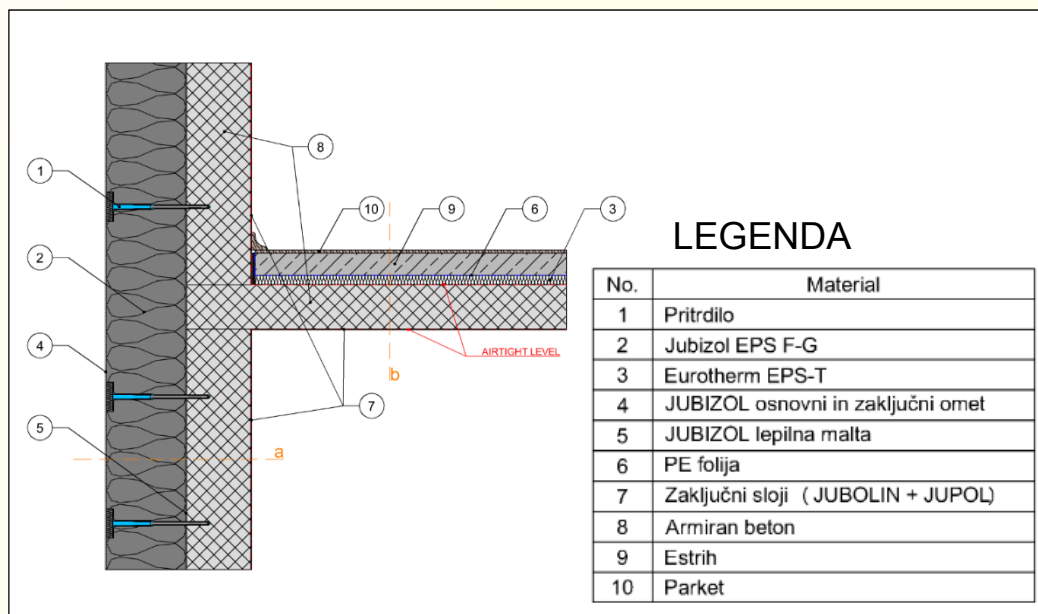 1
8
10
9
6
3
2
AIRTIGHT LEVEL
b
4
7
5
a
LEGENDA
No. Material
1 Pritrdilo
2 Jubizol EPS F-G
3 Eurotherm EPS-T
4 JUBIZOL osnovni in zaključni omet
5 JUBIZOL lepilna malta
6 PE folija
7 Zaključni sloji (JUBOLIN + JUPOL)
8 Armiran beton
9 Estrih
10 Parket